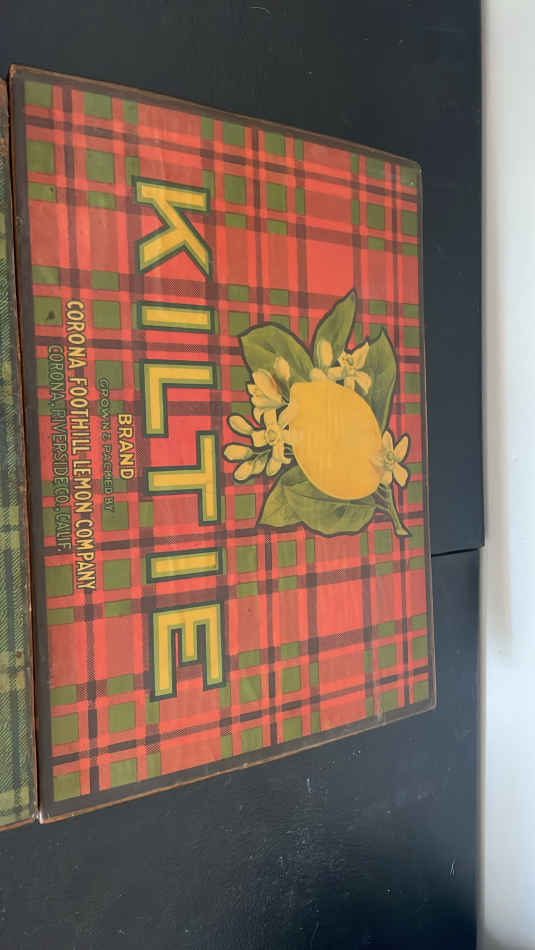 KILTIE
BRAND
GROWN & PACKED BY
CORONA FOOTHILL LEMON COMPANY
CORONA, RIVERSIDE CO., CALIF.